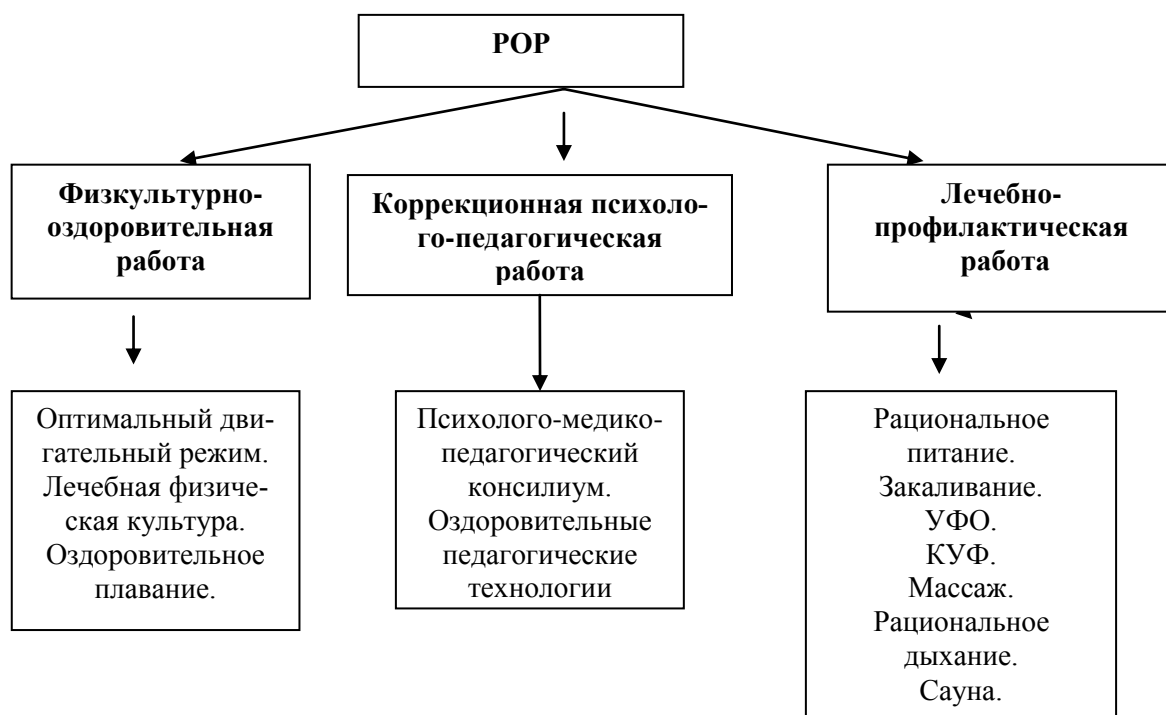 РОР
Физкультурно-
оздоровительная
работа
Коррекционная психоло-
го-педагогическая
работа
Лечебно-
профилактическая
работа
Оптимальный дви-
гательный режим.
Лечебная физиче-
ская культура.
Оздоровительное
плавание.
Психолого-медико-
педагогический
консилиум.
Оздоровительные
педагогические
технологии
Рациональное
питание.
Закаливание.
УФО.
КУФ.
Массаж.
Рациональное
дыхание.
Сауна.